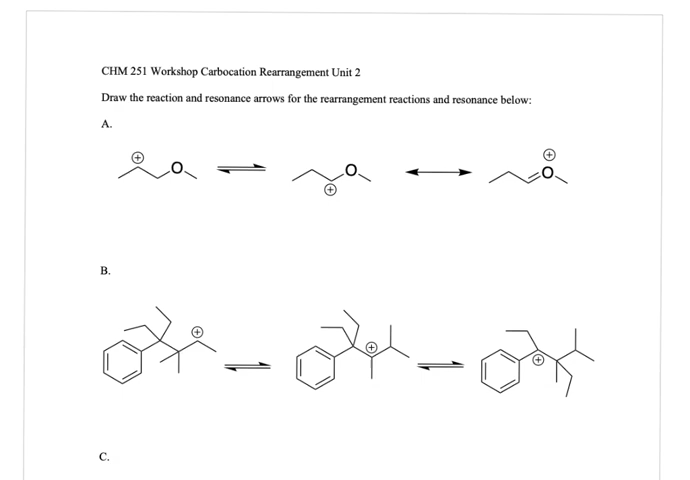 CHM 251 Workshop Carbocation Rearrangement Unit 2
Draw the reaction and resonance arrows for the rearrangement reactions and resonance below:
A.
⊕ ⊕
O O O
⊕
B.
⊕
⊕
⊕
C.